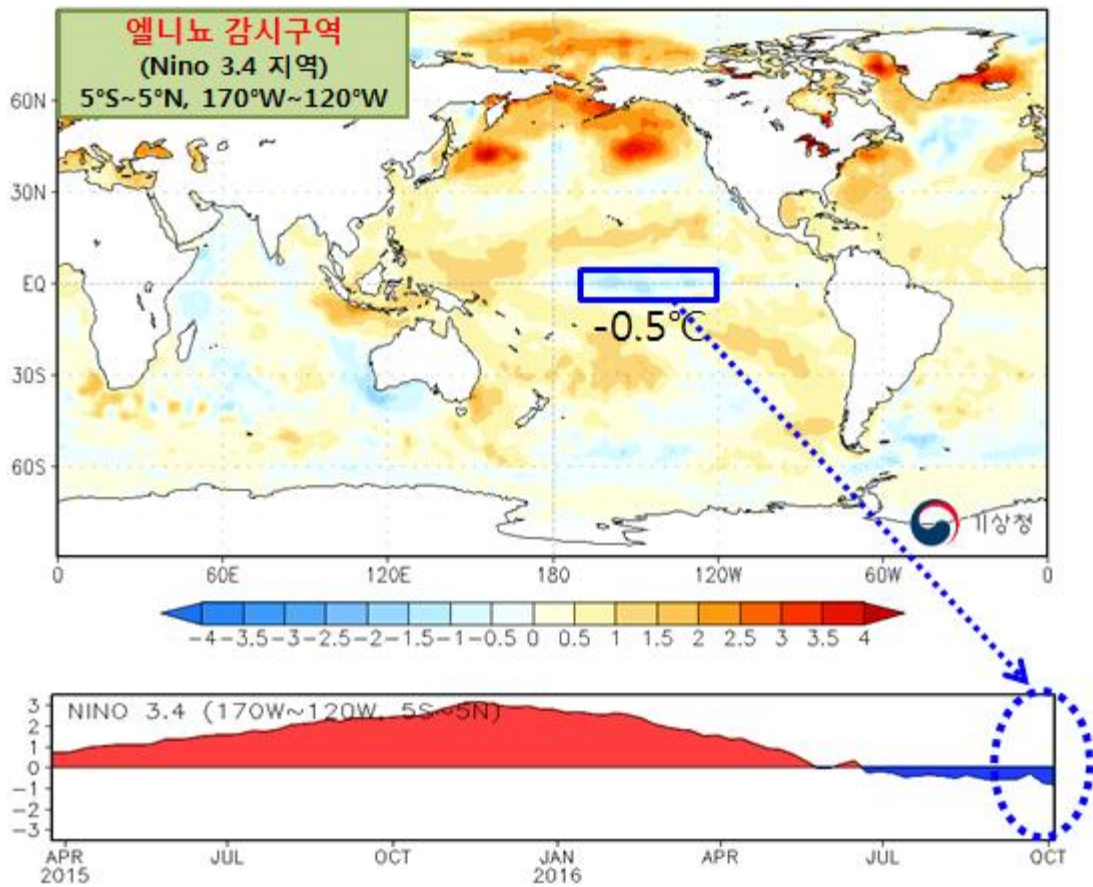 엘니뇨 감시구역
(Nino 3.4 지역)
5°S~5°N, 170°W~120°W
60N
30N
EQ
-0.5℃
30S
60S
기상청
0 60E 120E 180 120W 60W 0
-4 -3.5 -3 -2.5 -2 -1.5 -1 -0.5 0 0.5 1 1.5 2 2.5 3 3.5 4
NINO 3.4 (170W~120W, 5S~5N)
3
2
1
0
-1
-2
-3
APR JUL OCT JAN APR JUL OCT
2015 2016